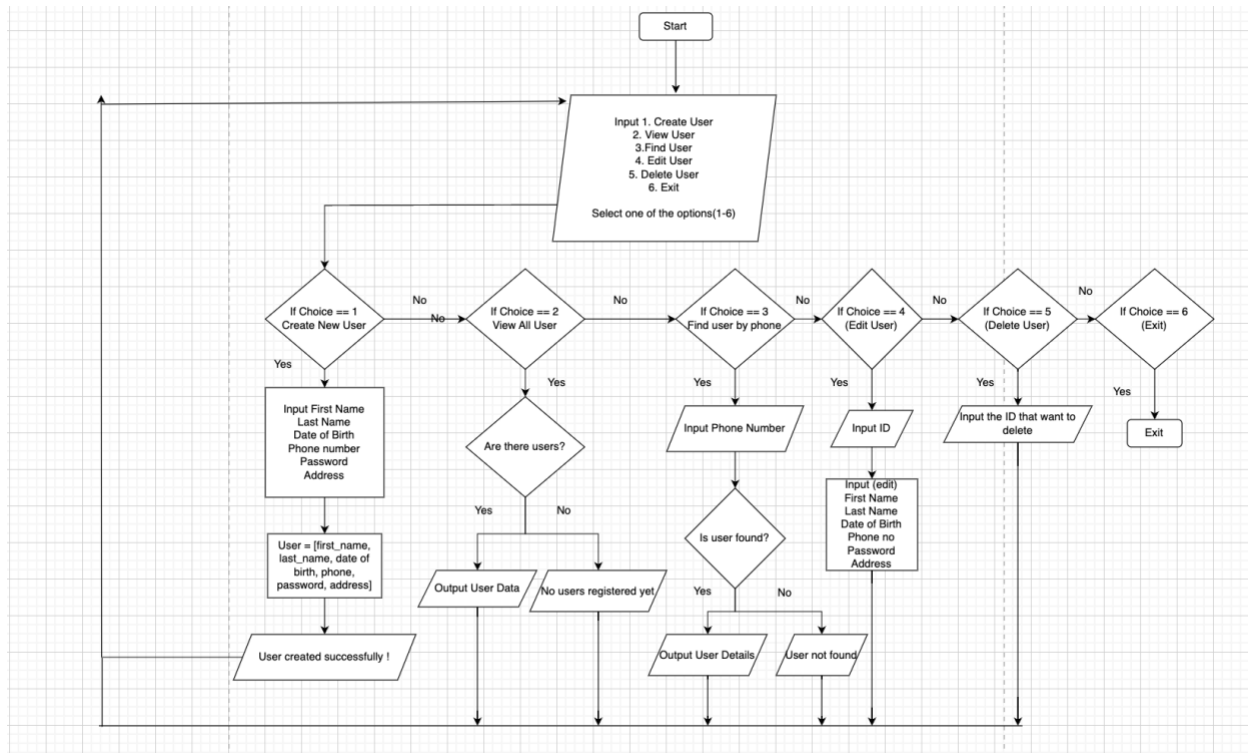 Start
Input 1. Create User
2. View User
3.Find User
4. Edit User
5. Delete User
6. Exit
Select one of the options(1-6)
If Choice == 1
Create New User
No
No
If Choice == 2
View All User
No
If Choice == 3
Find user by phone
No
If Choice == 4
(Edit User)
No
If Choice == 5
(Delete User)
No
If Choice == 6
(Exit)
Yes
Input First Name
Last Name
Date of Birth
Phone number
Password
Address
User = [first_name,
last_name, date of
birth, phone,
password, address]
User created successfully !
Yes
Are there users?
Yes
No
Output User Data
No users registered yet
Yes
Input Phone Number
Is user found?
Yes
No
Output User Details
User not found
Yes
Input ID
Input (edit)
First Name
Last Name
Date of Birth
Phone no
Password
Address
Yes
Input the ID that want to
delete
Yes
Exit